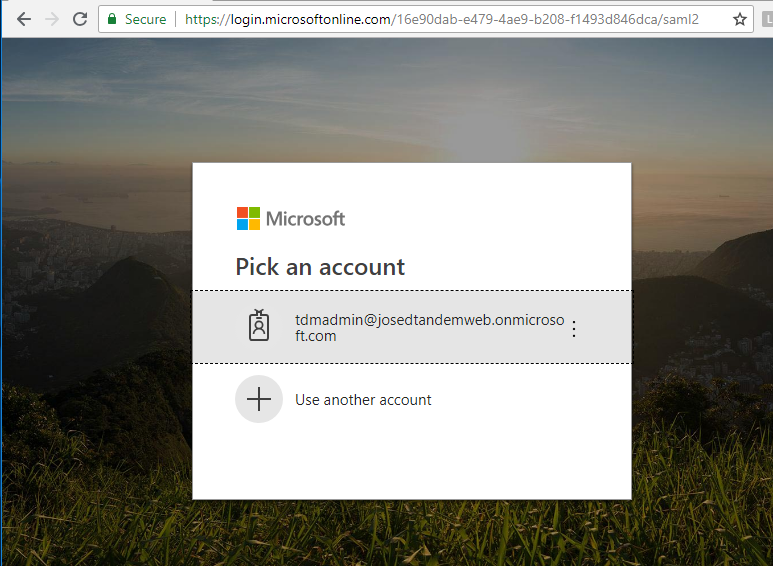 Secure
https://login.microsoftonline.com/16e90dab-e479-4ae9-b208-f1493d846dca/saml2
L
Microsoft
Pick an account
tdmadmin@josedtandemweb.onmicroso
ft.com
Use another account